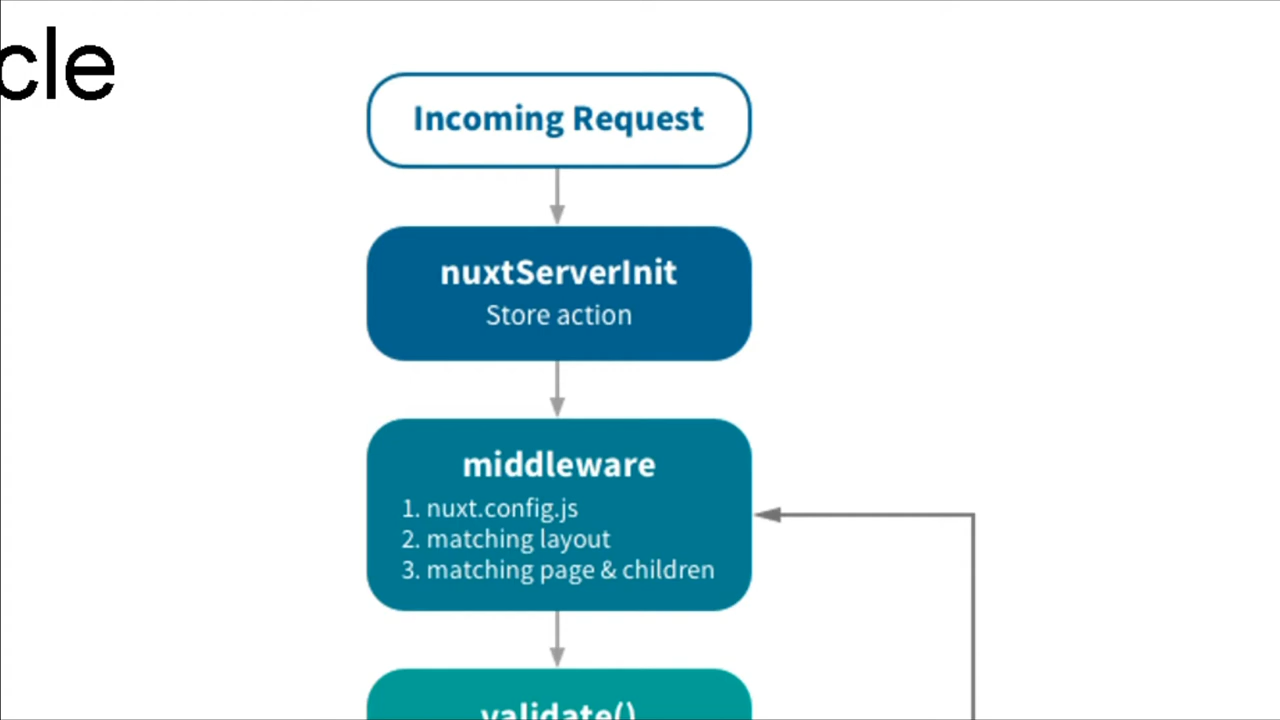 cle
Incoming Request
nuxtServerInit
Store action
middleware
1. nuxt.config.js
2. matching layout
3. matching page & children
validate()